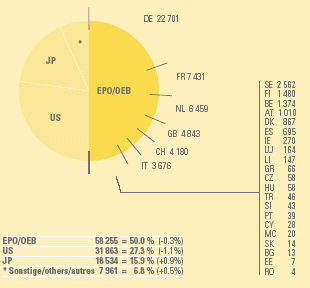 DE 22 701
JP
*
FR 7 431
EPO/OEB
SE 2 562
FI 1 480
BE 1 374
AT 1 010
DK 867
ES 695
IE 270
LU 164
LI 147
GR 66
CZ 58
HU 58
TR 46
SI 43
PT 39
CY 28
MC 20
SK 14
BG 13
EE 7
RO 4
NL 6 459
US
GB 4 843
CH 4 180
IT 3 676
EPO/OEB 58 255 = 50.0 % (-0.3%)
US 31 863 = 27.3 % (-1.1%)
JP 18 534 = 15.9 % (+0.9%)
* Sonstige/others/autres 7 961 = 6.8 % (+0.5%)